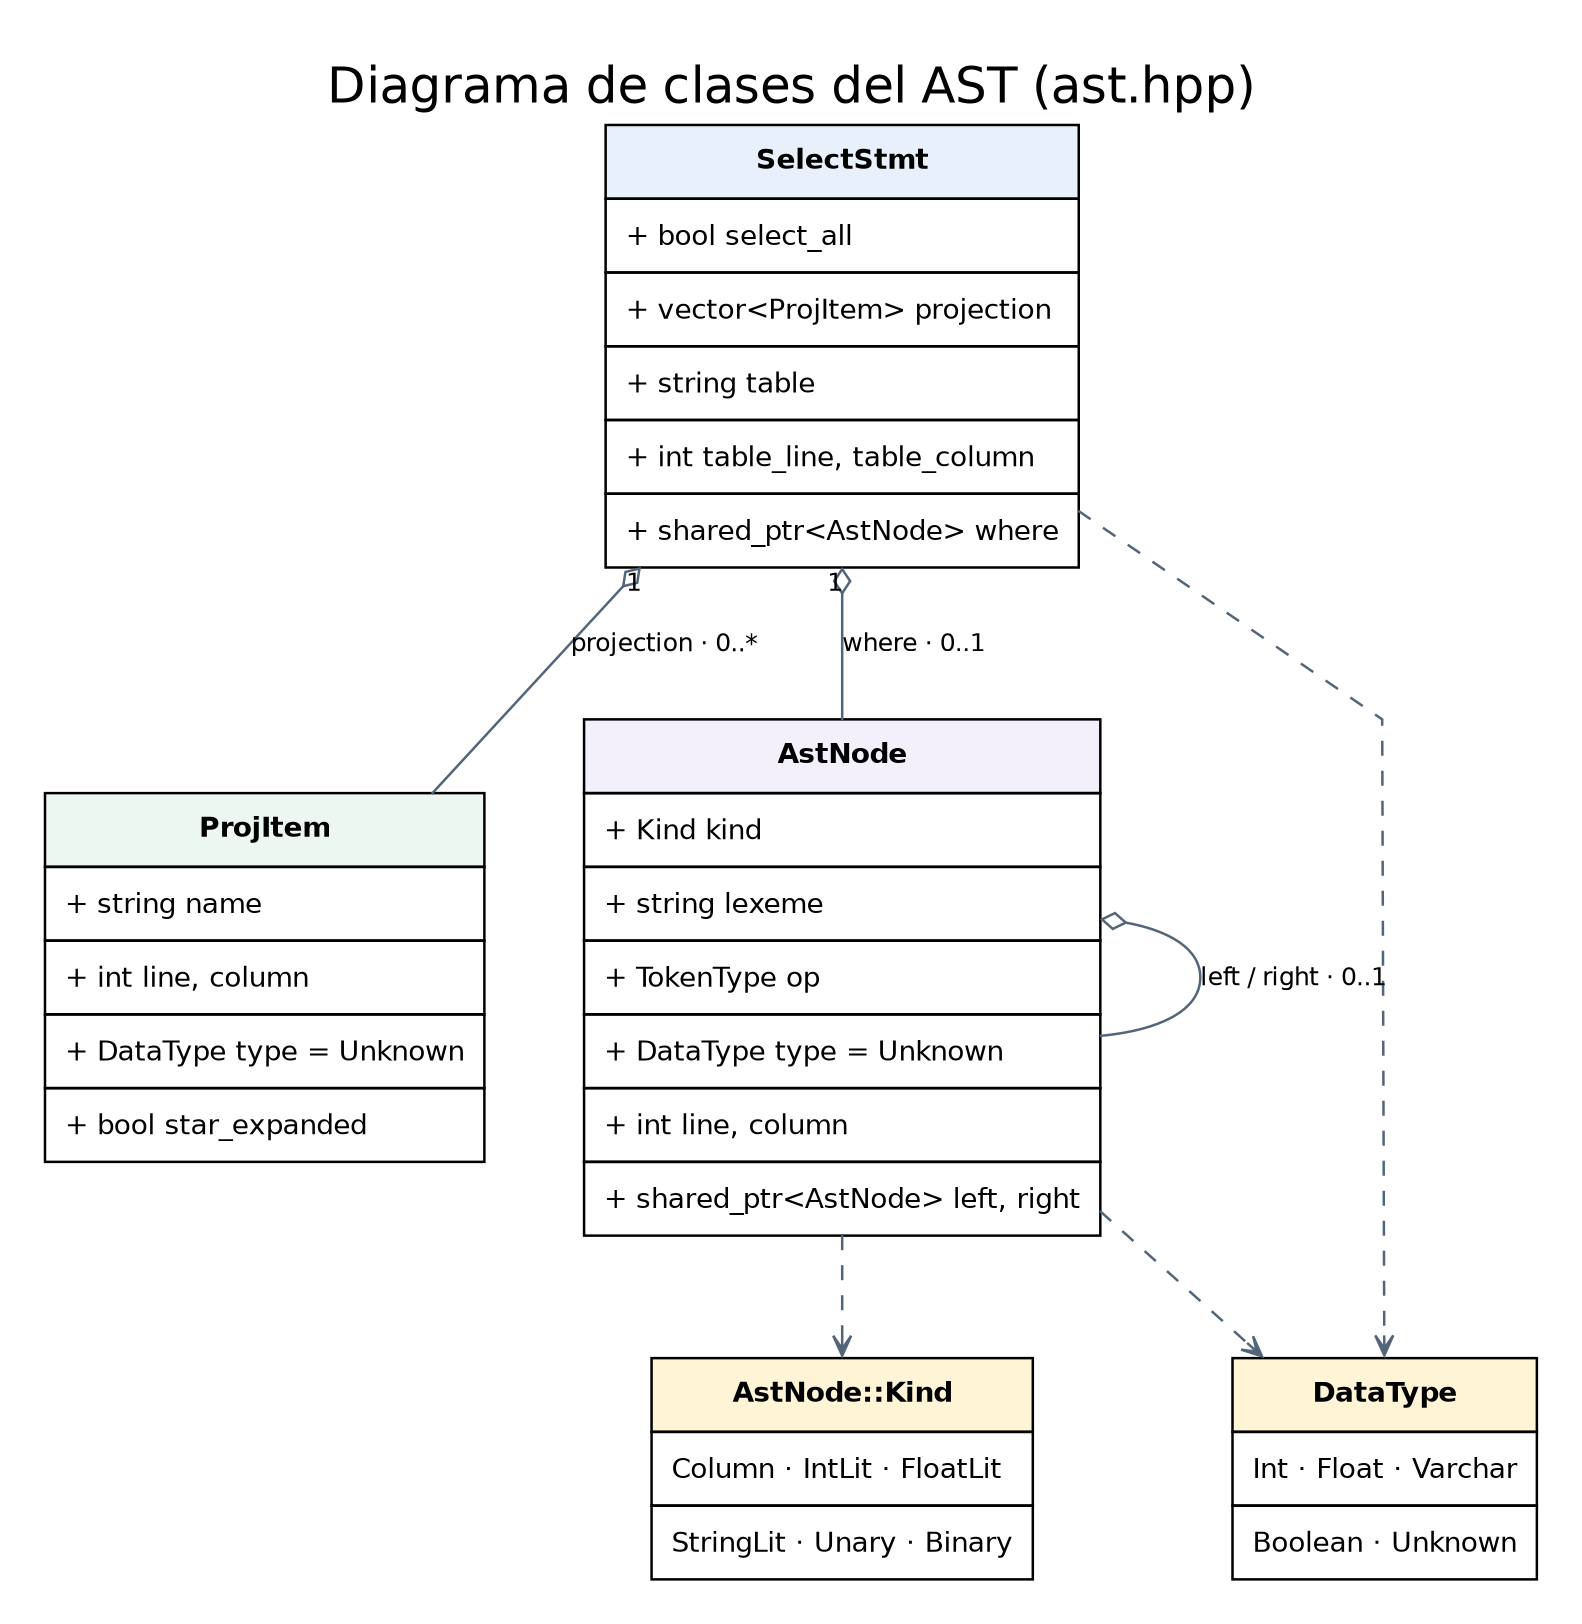 Diagrama de clases del AST (ast.hpp)
SelectStmt
+ bool select_all
+ vector<ProjItem> projection
+ string table
+ int table_line, table_column
+ shared_ptr<AstNode> where
1
1
projection · 0..*
where · 0..1
ProjItem
+ string name
+ int line, column
+ DataType type = Unknown
+ bool star_expanded
AstNode
+ Kind kind
+ string lexeme
+ TokenType op
+ DataType type = Unknown
+ int line, column
+ shared_ptr<AstNode> left, right
left / right · 0..1
AstNode::Kind
Column · IntLit · FloatLit
StringLit · Unary · Binary
DataType
Int · Float · Varchar
Boolean · Unknown